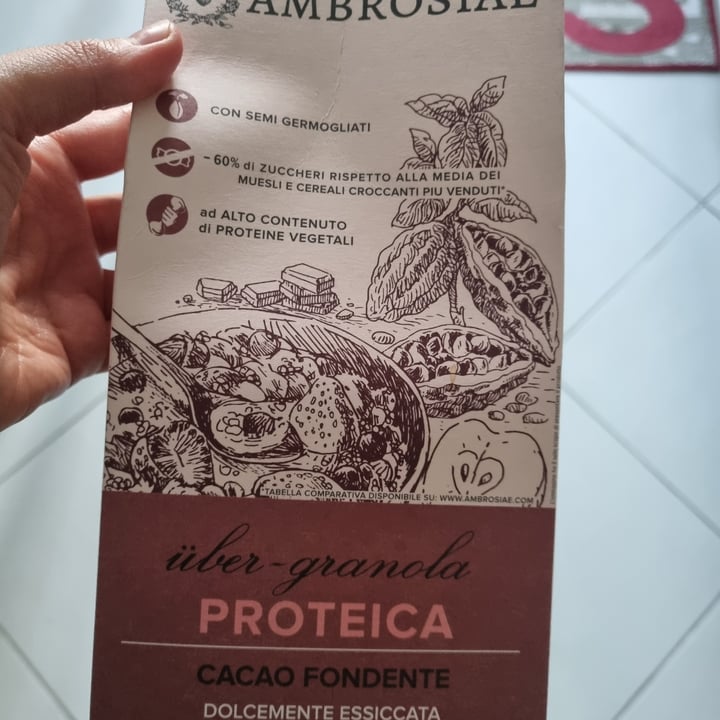 AMBROSIAE
CON SEMI GERMOGLIATI
- 60% di ZUCCHERI RISPETTO ALLA MEDIA DEI
MUESLI E CEREALI CROCCANTI PIU VENDUTI*
ad ALTO CONTENUTO
di PROTEINE VEGETALI
*TABELLA COMPARATIVA DISPONIBILE SU: WWW.AMBROSIAE.COM
über-granola
PROTEICA
CACAO FONDENTE
DOLCEMENTE ESSICCATA